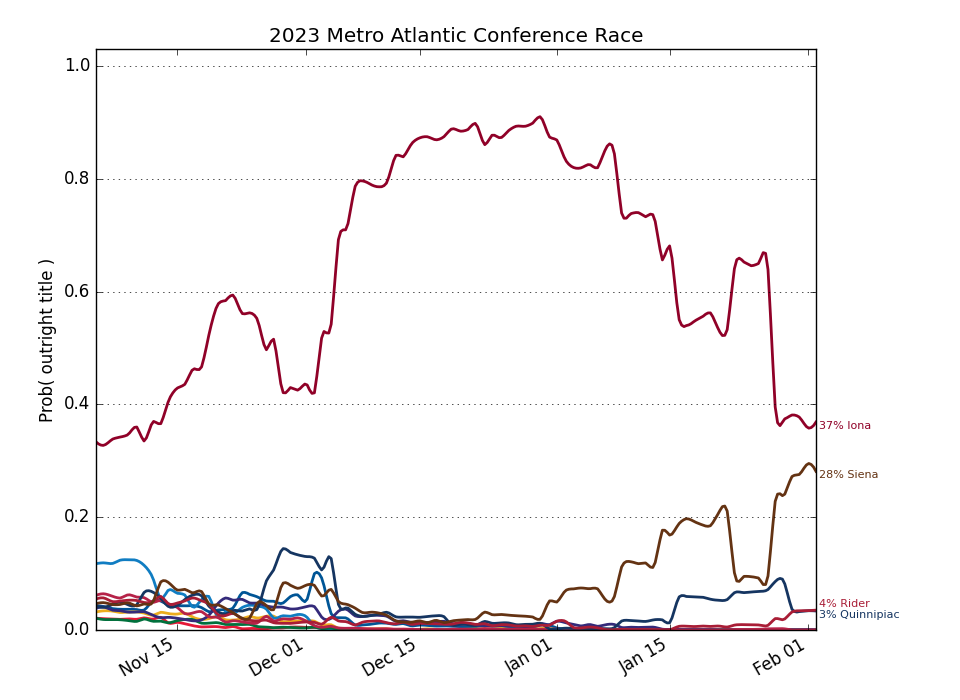 2023 Metro Atlantic Conference Race
Prob( outright title )
1.0
0.8
0.6
0.4
0.2
0.0
37% Iona
28% Siena
4% Rider
3% Quinnipiac
Nov 15
Dec 01
Dec 15
Jan 01
Jan 15
Feb 01